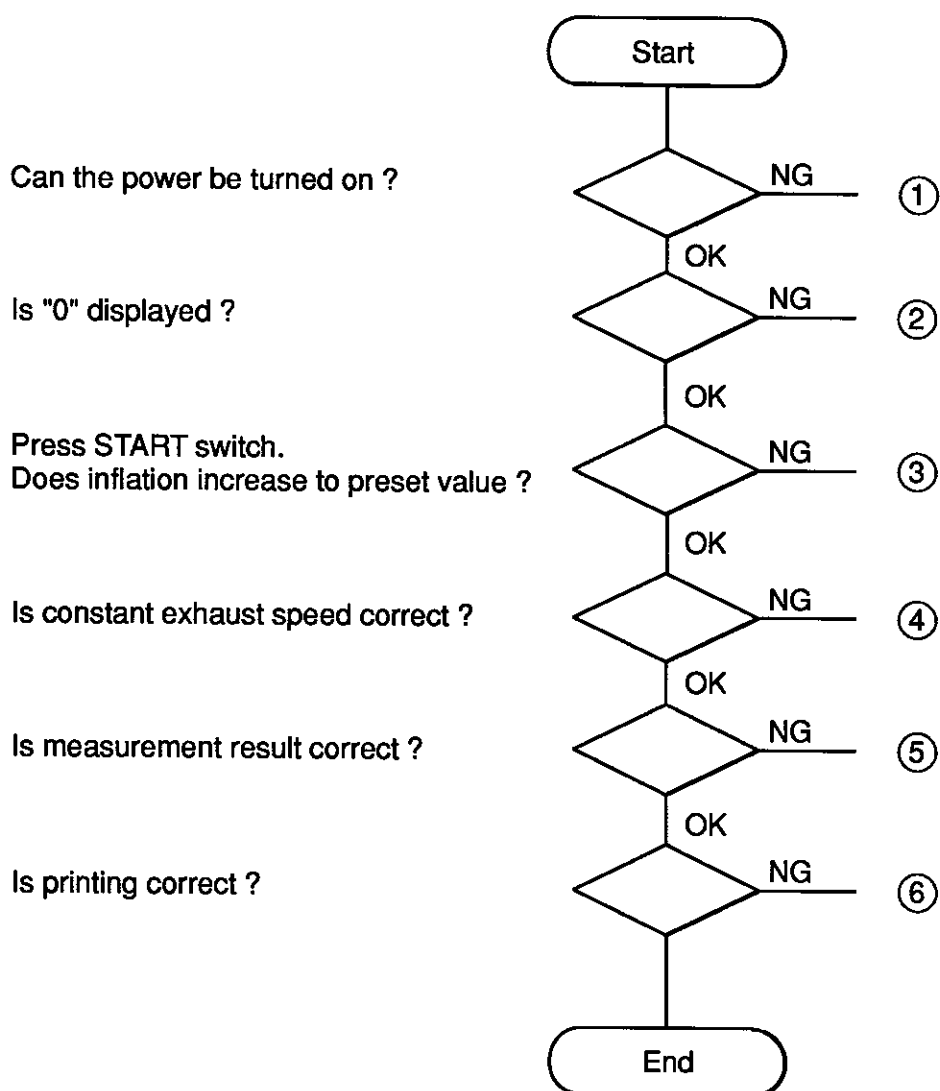 Start
Can the power be turned on ?
NG
①
OK
Is "0" displayed ?
NG
②
OK
Press START switch.
Does inflation increase to preset value ?
NG
③
OK
Is constant exhaust speed correct ?
NG
④
OK
Is measurement result correct ?
NG
⑤
OK
Is printing correct ?
NG
⑥
End